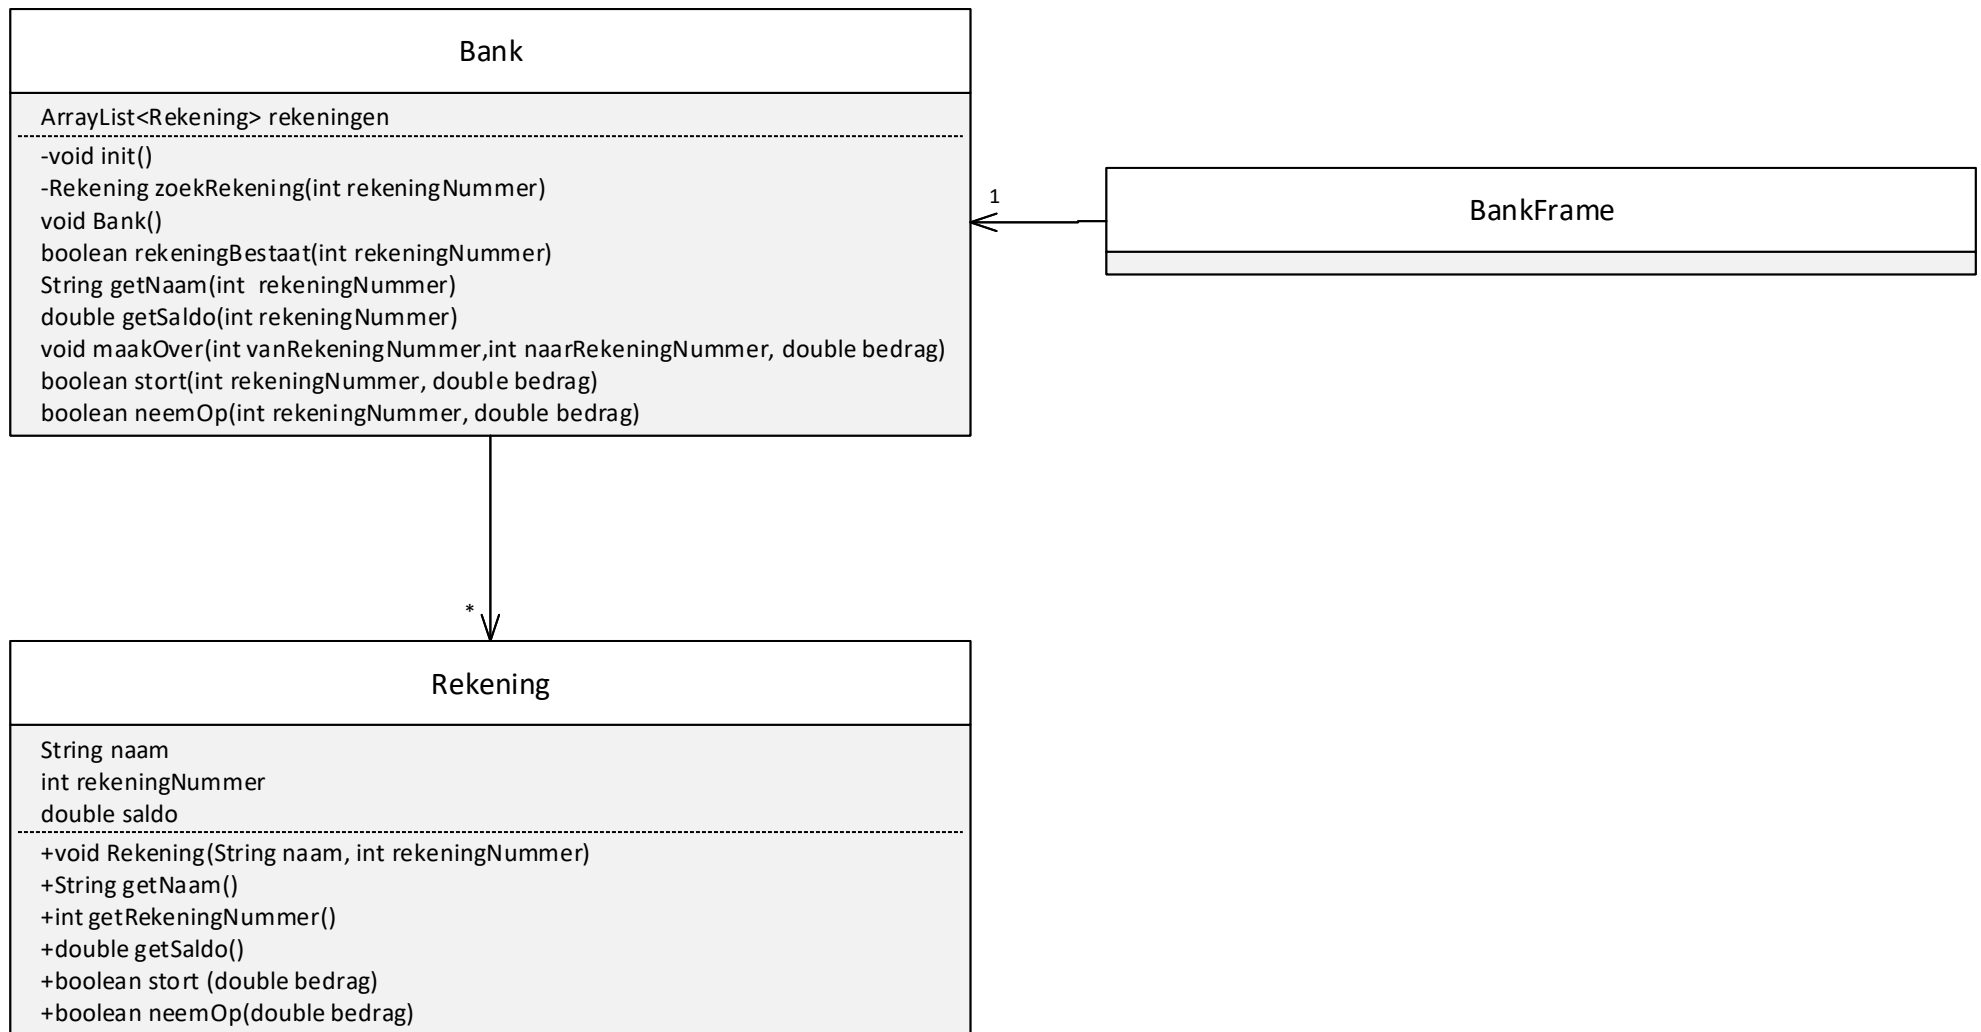 Bank
ArrayList<Rekening> rekeningen
-void init()
-Rekening zoekRekening(int rekeningNummer)
void Bank()
boolean rekeningBestaat(int rekeningNummer)
String getNaam(int  rekeningNummer)
double getSaldo(int rekeningNummer)
void maakOver(int vanRekeningNummer,int naarRekeningNummer, double bedrag)
boolean stort(int rekeningNummer, double bedrag)
boolean neemOp(int rekeningNummer, double bedrag)
1
BankFrame
*
Rekening
String naam
int rekeningNummer
double saldo
+void Rekening(String naam, int rekeningNummer)
+String getNaam()
+int getRekeningNummer()
+double getSaldo()
+boolean stort (double bedrag)
+boolean neemOp(double bedrag)